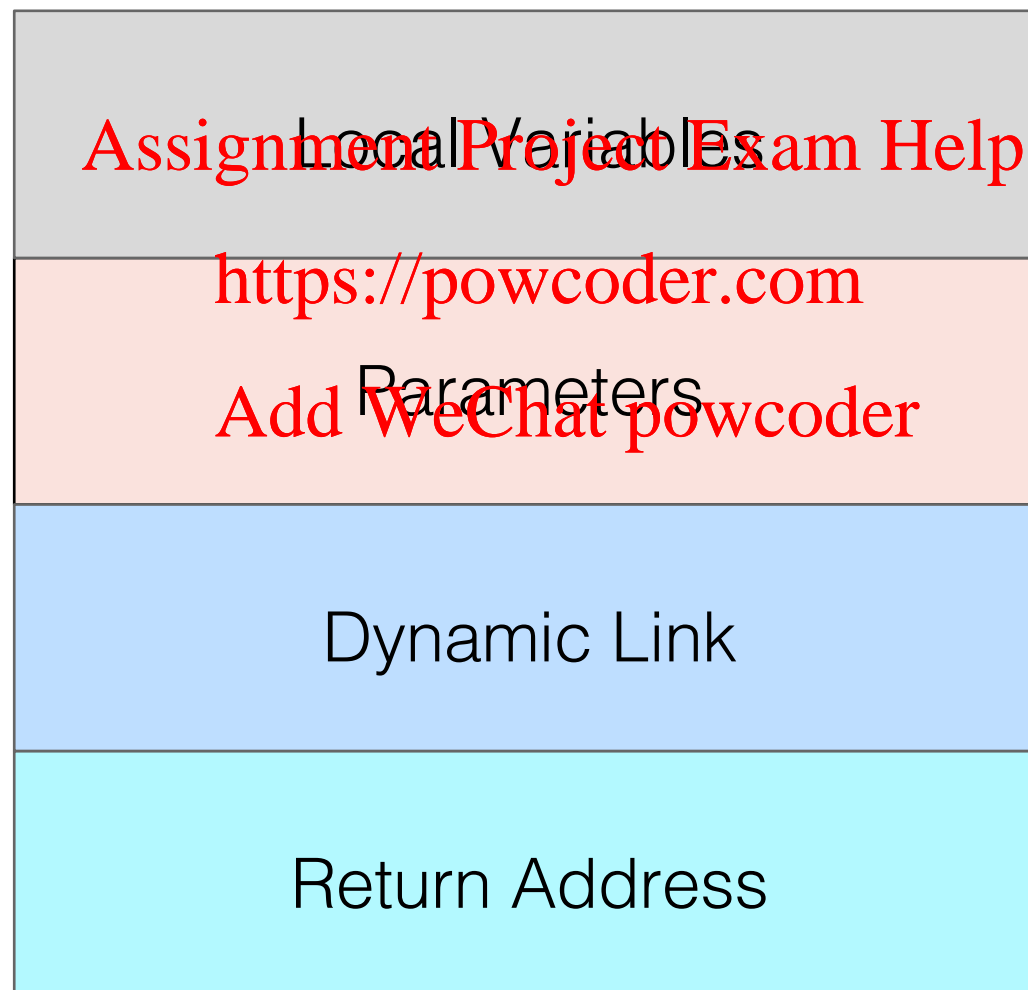 Local Variables
Assignment Project Exam Help
https://powcoder.com
Parameters
Add WeChat powcoder
Dynamic Link
Return Address